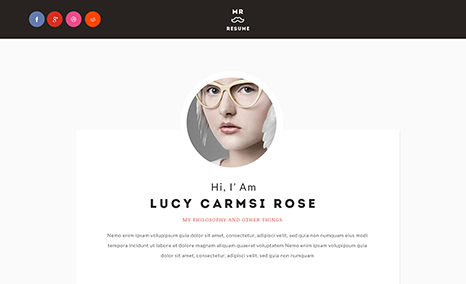 MR
RESUME
Hi, I' Am
LUCY CARMSI ROSE
My philosophy and other things
Nemo enim ipsam voluptatem quia dolor sit amet, consectetur, adipisci velit, sed quia non numquam eius modi
tempora incidunt ut labore et dolore magnam aliquam quaerat voluptatem Nemo enim ipsam voluptatem quia
dolor sit amet, consectetur, adipisci velit, sed quia non numquam